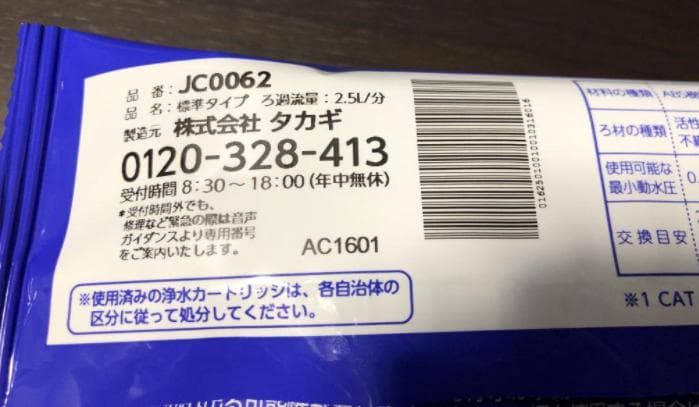 品 番：JC0062
品 名：標準タイプ ろ過流量：2.5L/分
製造元 株式会社 タカギ
0120-328-413
受付時間 8:30～18:00(年中無休)
*受付時間外でも、
修理など緊急の際は音声
ガイダンスより専用番号
をご案内いたします。
AC1601
※使用済みの浄水カートリッジは、各自治体の
区分に従って処分してください。
01625010010010316016
材料の種類
ろ材の種類 活性
使用可能な
最小動水圧 0.
交換目安
※1 CAT